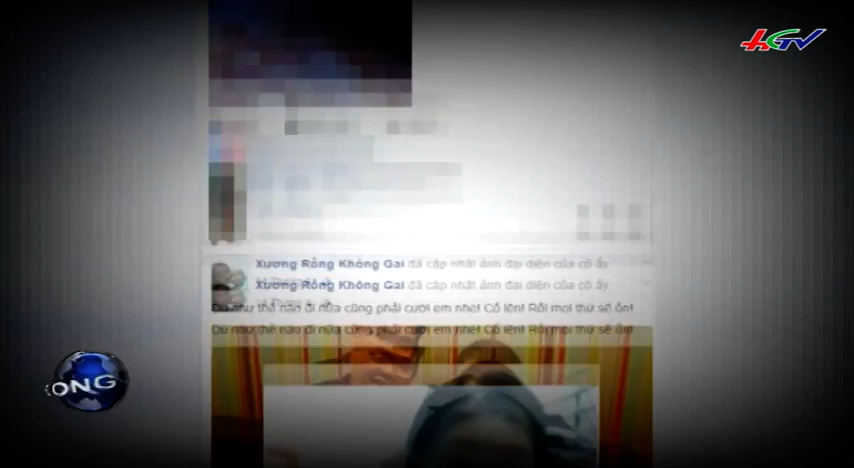 HGTV
Xương Rồng Không Gai đã cập nhật ảnh đại diện của cô ấy
Xương Rồng Không Gai đã cập nhật ảnh đại diện của cô ấy
Dù như thế nào đi nữa cũng phải cười em nhé! Cố lên! Rồi mọi thứ sẽ ổn!
Dù như thế nào đi nữa cũng phải cười em nhé! Cố lên! Rồi mọi thứ sẽ ổn!
ONG